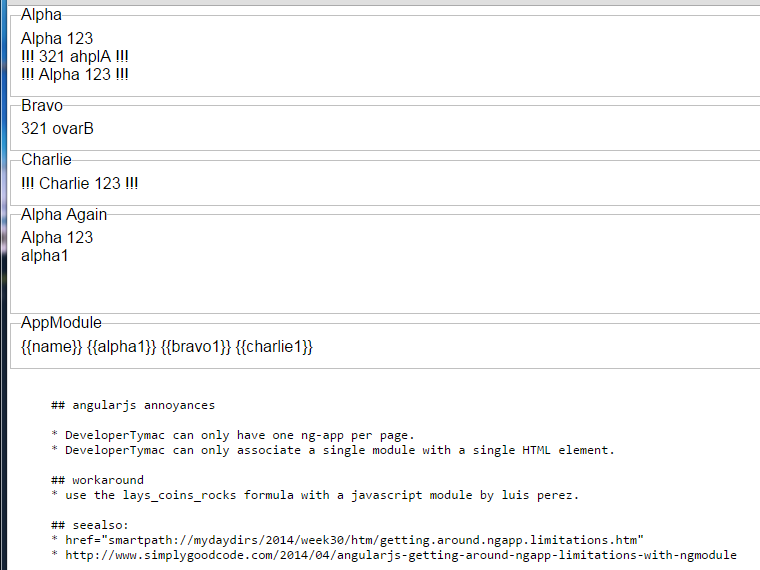 Alpha
Alpha 123
!!! 321 ahplA !!!
!!! Alpha 123 !!!
Bravo
321 ovarB
Charlie
!!! Charlie 123 !!!
Alpha Again
Alpha 123
alpha1
AppModule
{{name}} {{alpha1}} {{bravo1}} {{charlie1}}
## angularjs annoyances
* DeveloperTymac can only have one ng-app per page.
* DeveloperTymac can only associate a single module with a single HTML element.
## workaround
* use the lays_coins_rocks formula with a javascript module by luis perez.
## seealso:
* href="smartpath://mydaydirs/2014/week30/htm/getting.around.ngapp.limitations.htm"
* http://www.simplygoodcode.com/2014/04/angularjs-getting-around-ngapp-limitations-with-ngmodule